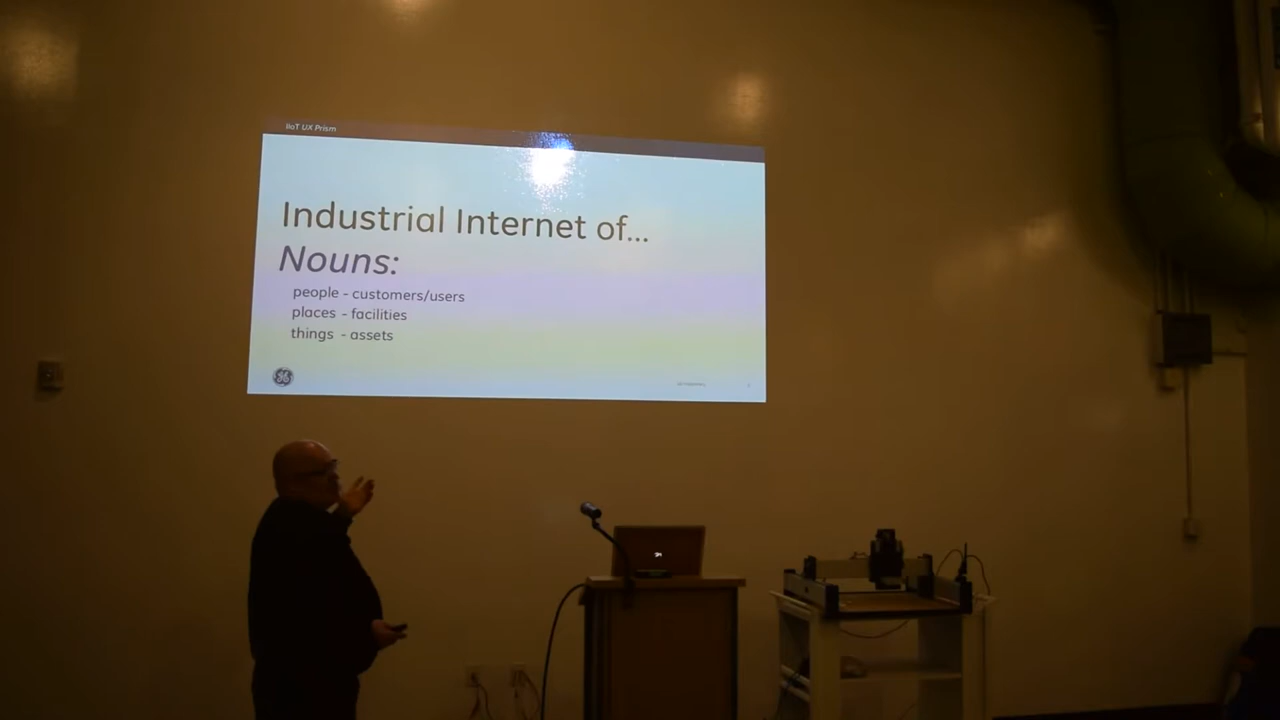 IIoT UX Prism
Industrial Internet of...
Nouns:
people - customers/users
places - facilities
things - assets